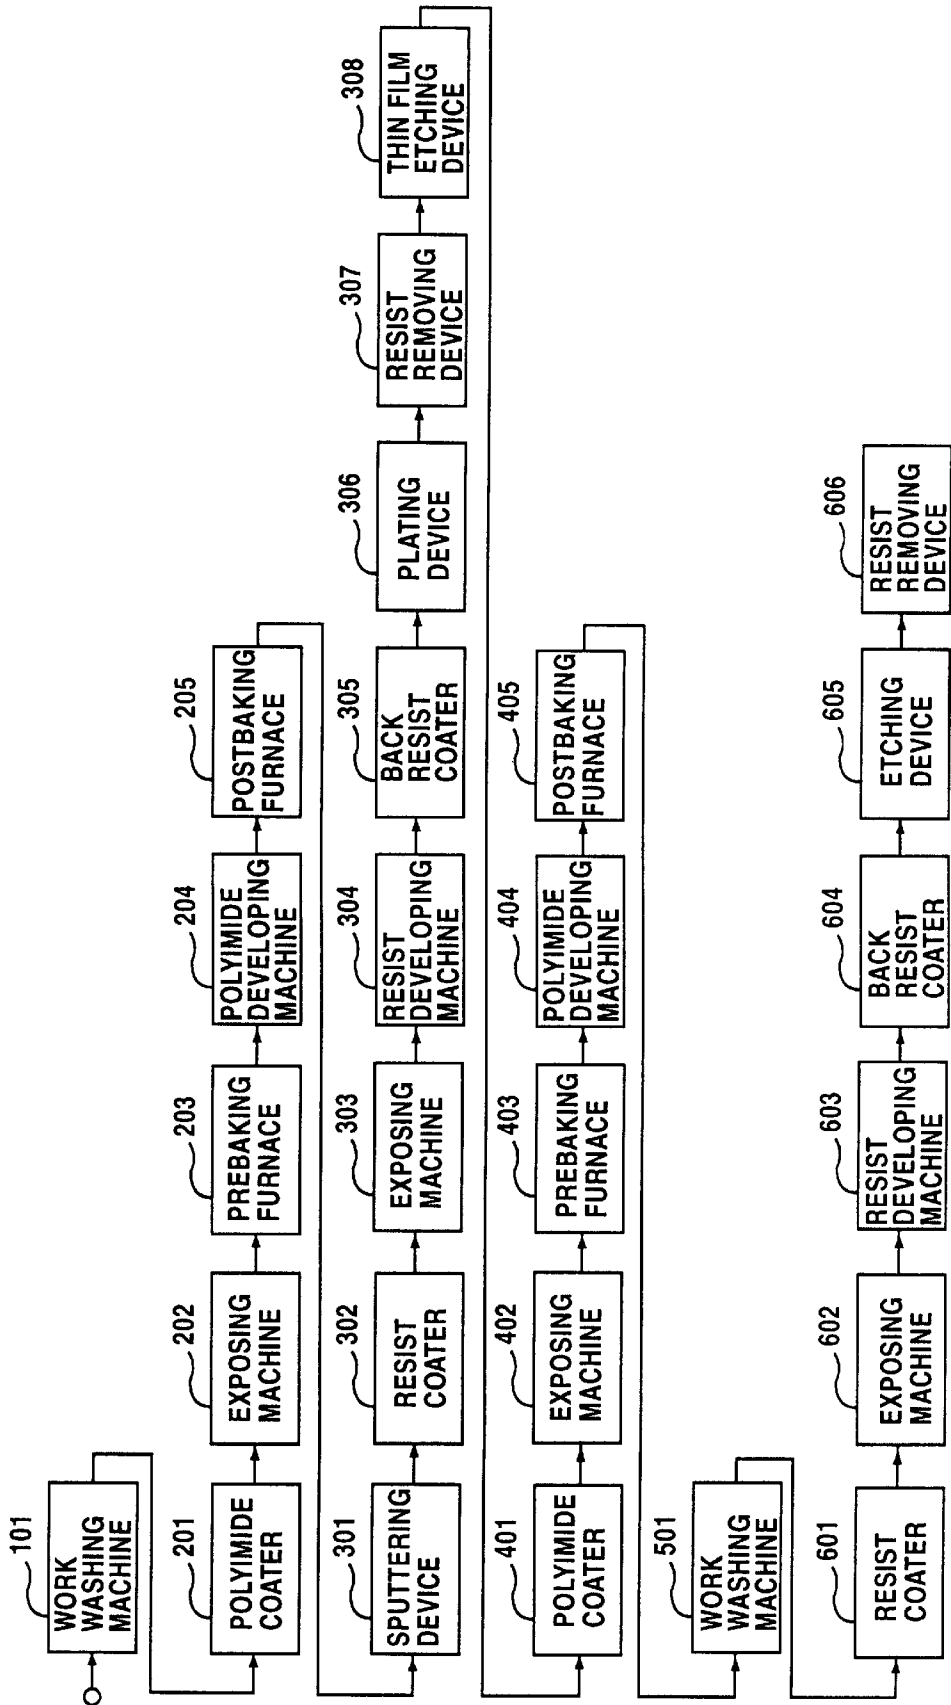 101
WORK
WASHING
MACHINE
201
POLYIMIDE
COATER
202
EXPOSING
MACHINE
203
PREBAKING
FURNACE
204
POLYIMIDE
DEVELOPING
MACHINE
205
POSTBAKING
FURNACE
301
SPUTTERING
DEVICE
302
RESIST
COATER
303
EXPOSING
MACHINE
304
RESIST
DEVELOPING
MACHINE
305
BACK
RESIST
COATER
306
PLATING
DEVICE
307
RESIST
REMOVING
DEVICE
308
THIN FILM
ETCHING
DEVICE
401
POLYIMIDE
COATER
402
EXPOSING
MACHINE
403
PREBAKING
FURNACE
404
POLYIMIDE
DEVELOPING
MACHINE
405
POSTBAKING
FURNACE
501
WORK
WASHING
MACHINE
601
RESIST
COATER
602
EXPOSING
MACHINE
603
RESIST
DEVELOPING
MACHINE
604
BACK
RESIST
COATER
605
ETCHING
DEVICE
606
RESIST
REMOVING
DEVICE